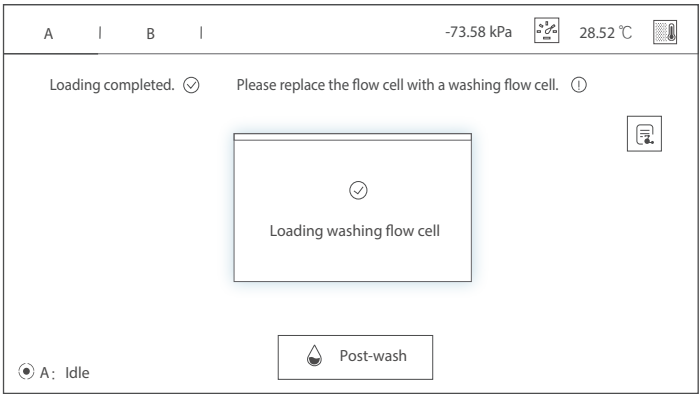 A | B | -73.58 kPa 28.52 ℃
Loading completed. Please replace the flow cell with a washing flow cell.
Loading washing flow cell
Post-wash
A: Idle